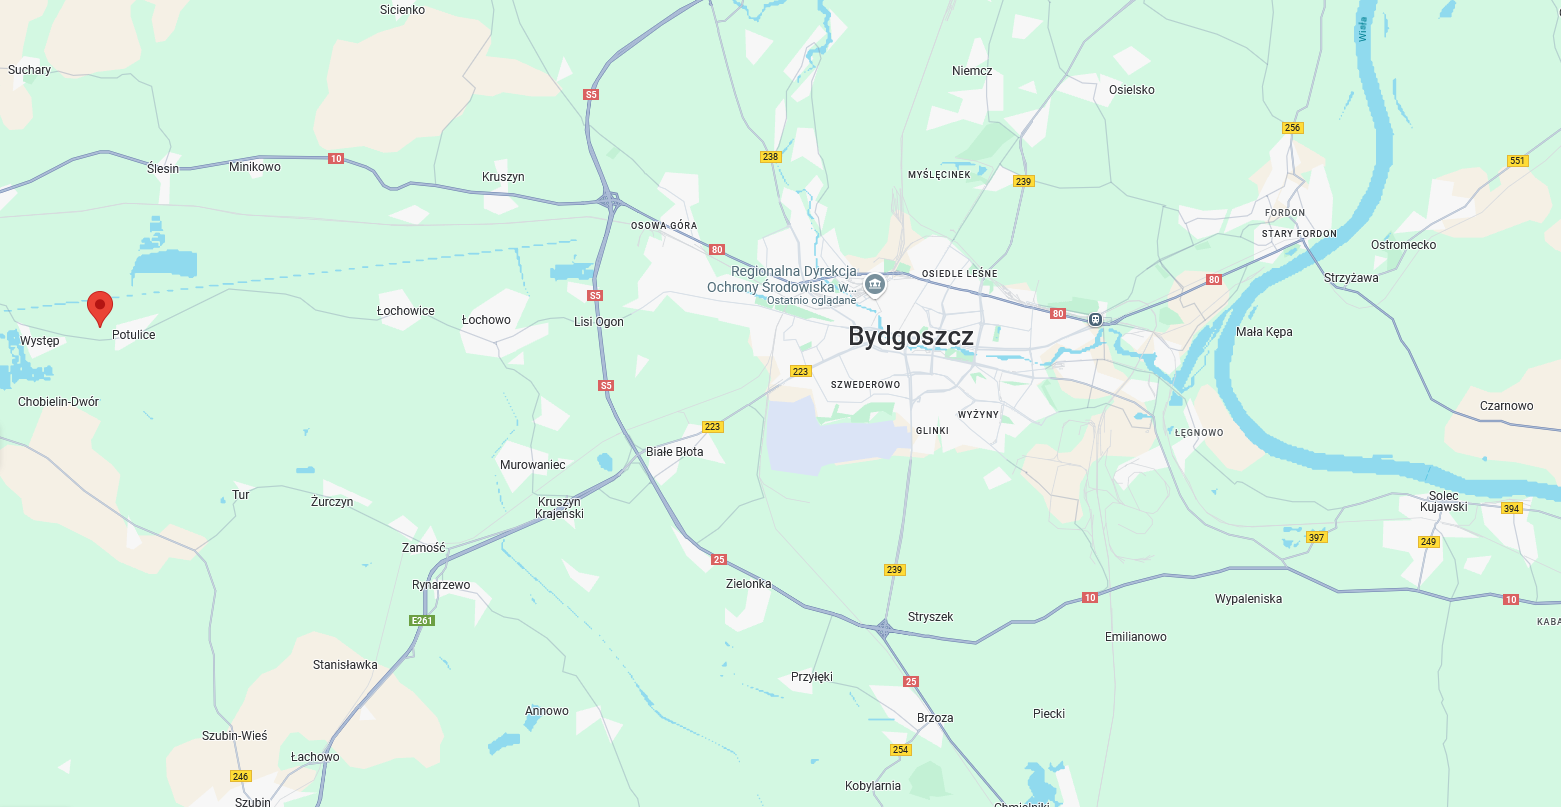 Sicienko
Wisła
Suchary
Niemcz
Osielsko
S5
256
10
238
551
Ślesin
Minikowo
Kruszyn
MYŚLĘCINEK
239
FORDON
OSOWA GÓRA
STARY FORDON
80
Ostromecko
Regionalna Dyrekcja
Ochrony Środowiska w...
Ostatnio oglądane
OSIEDLE LEŚNE
80
Strzyżawa
S5
Łochowice
Łochowo
Lisi Ogon
80
Potulice
Występ
Bydgoszcz
Mała Kępa
223
S5
SZWEDEROWO
Chobielin-Dwór
WYŻYNY
Czarnowo
223
GLINKI
ŁĘGNOWO
Białe Błota
Murowaniec
Tur
Żurczyn
Kruszyn
Krajeński
Solec
Kujawski
394
397
249
Zamość
25
239
Rynarzewo
Zielonka
10
Wypaleniska
10
E261
Stryszek
KABA
Emilianowo
Stanisławka
Przyłęki
25
Annowo
Brzoza
Piecki
Szubin-Wieś
254
Łachowo
246
Kobylarnia
Szubin
Chmielniki